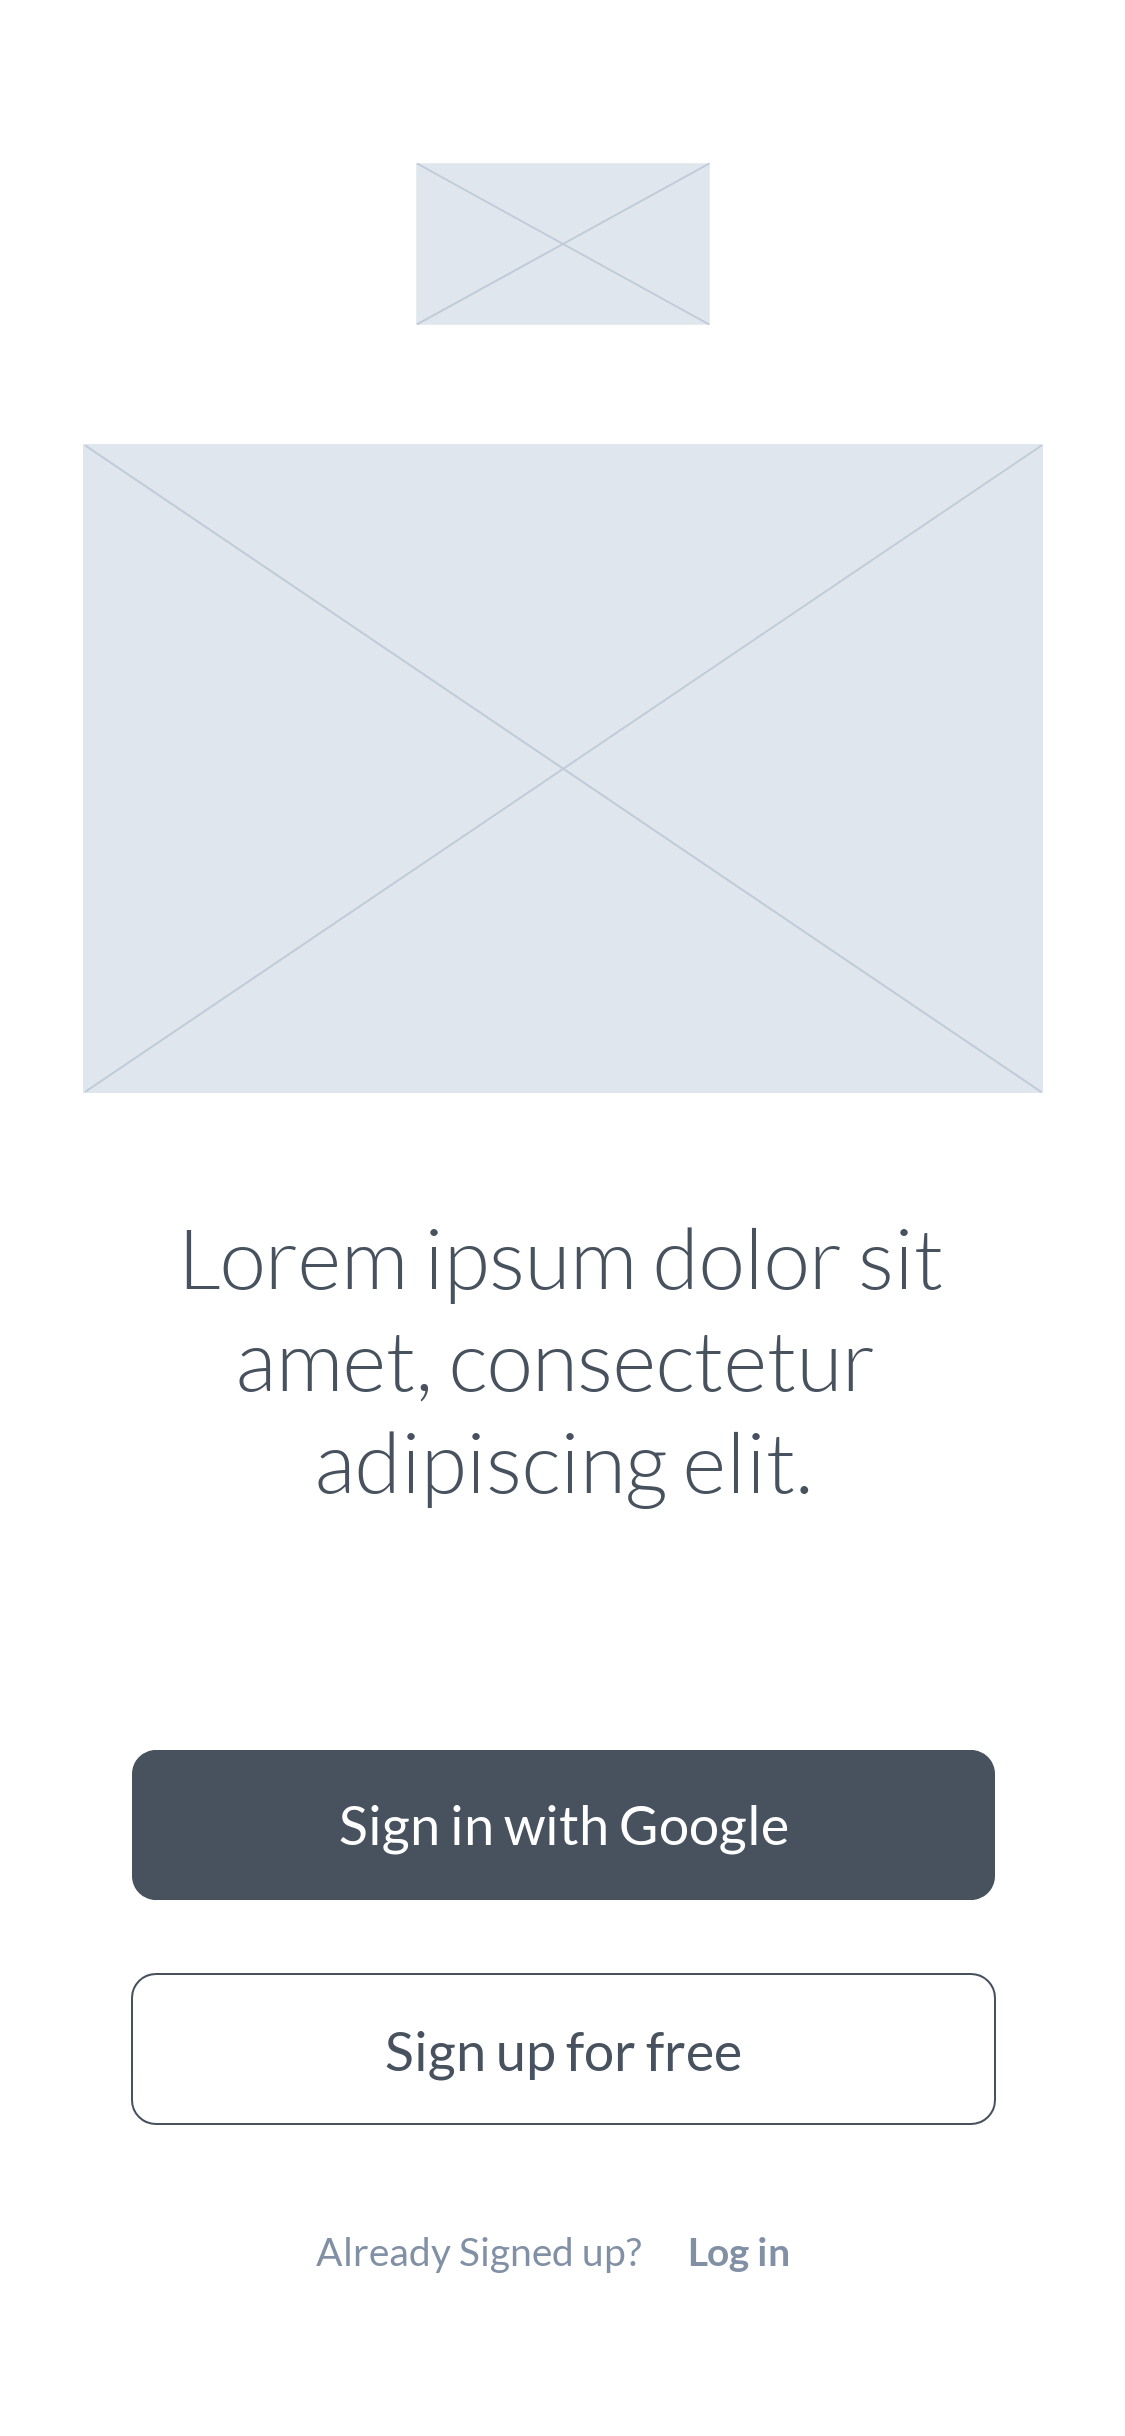 Lorem ipsum dolor sit
amet, consectetur
adipiscing elit.
Sign in with Google
Sign up for free
Already Signed up? Log in